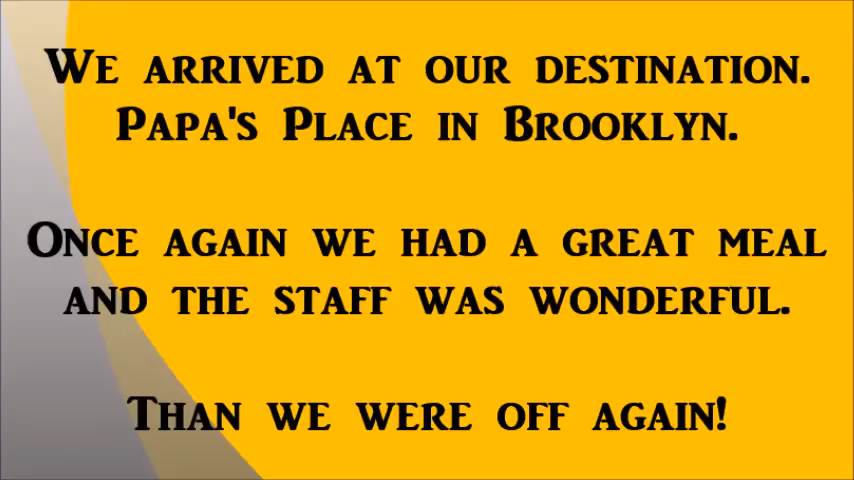 We arrived at our destination.
Papa's Place in Brooklyn.
Once again we had a great meal
and the staff was wonderful.
Than we were off again!